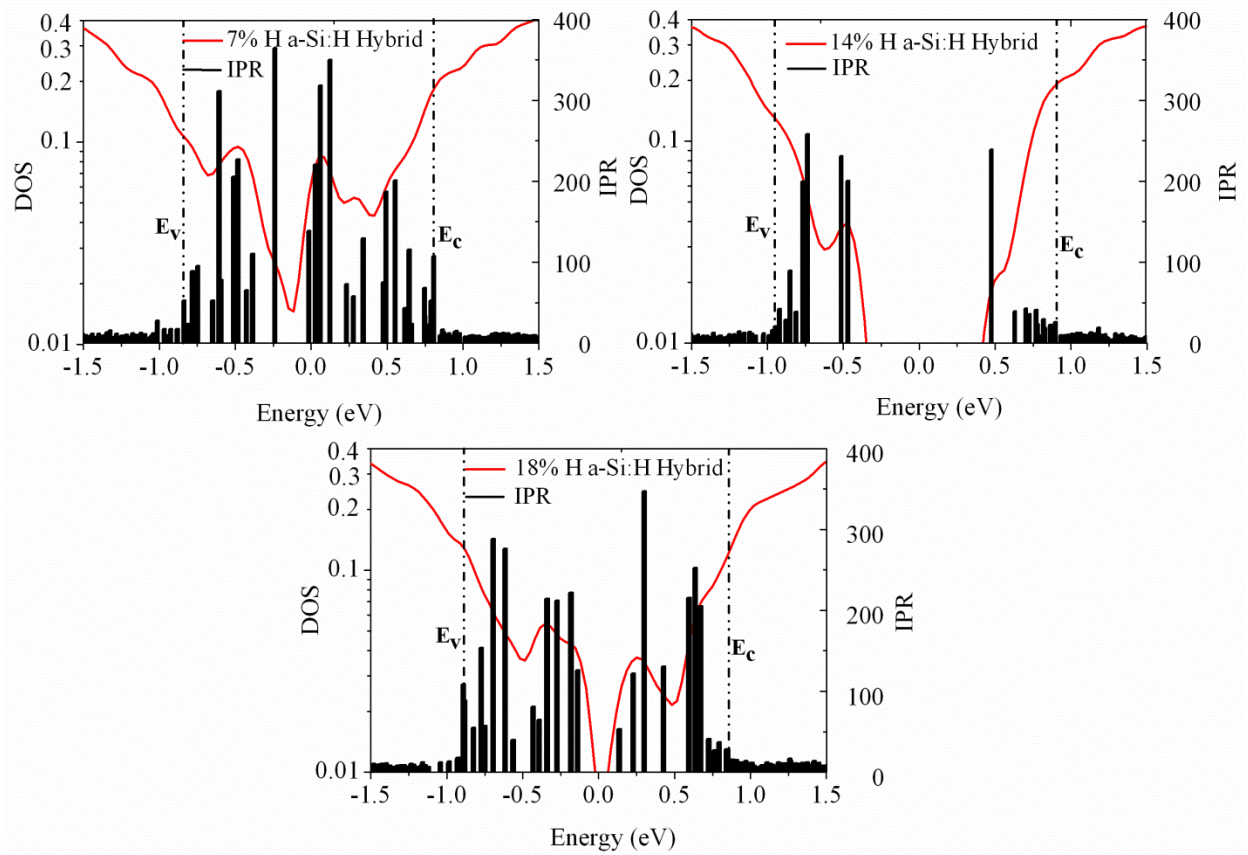 0.4
0.3
0.2
0.1
0.01
DOS
7% H a-Si:H Hybrid
IPR
Ev
Ec
400
300
200
100
0
IPR
-1.5 -1.0 -0.5 0.0 0.5 1.0 1.5
Energy (eV)
0.4
0.3
0.2
0.1
0.01
DOS
14% H a-Si:H Hybrid
IPR
Ev
Ec
400
300
200
100
0
IPR
-1.5 -1.0 -0.5 0.0 0.5 1.0 1.5
Energy (eV)
0.4
0.3
0.2
0.1
0.01
DOS
18% H a-Si:H Hybrid
IPR
Ev
Ec
400
300
200
100
0
IPR
-1.5 -1.0 -0.5 0.0 0.5 1.0 1.5
Energy (eV)